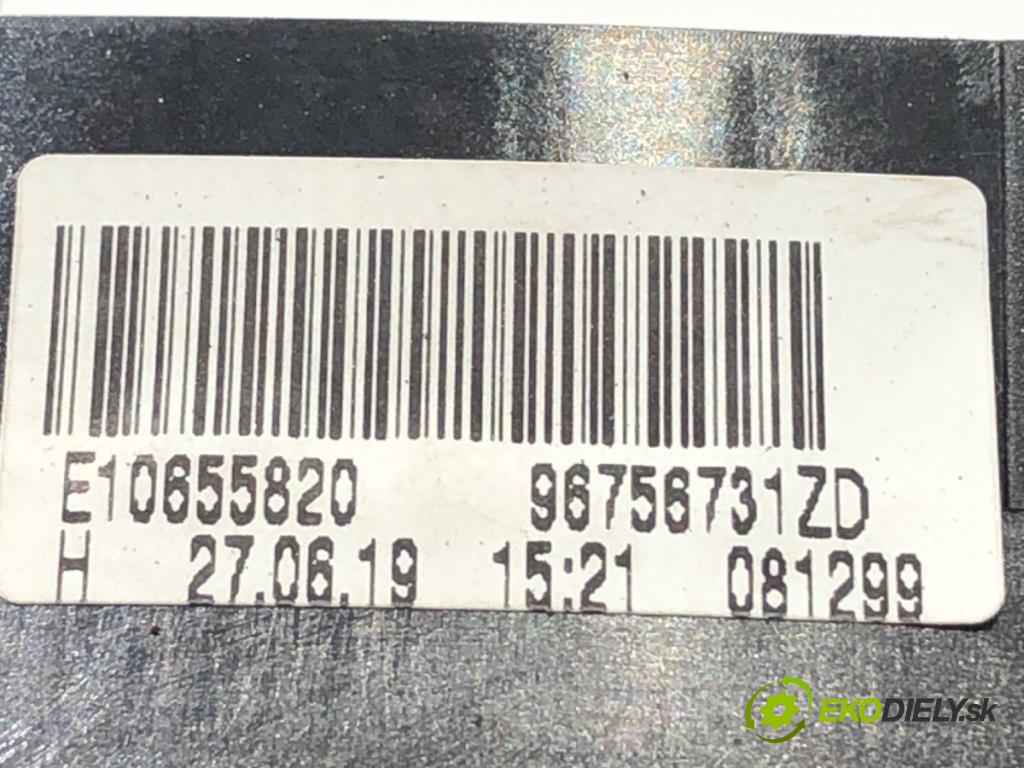 E10655820 96756731ZD
H 27.06.19 15:21 081299
EKODIELY.sk